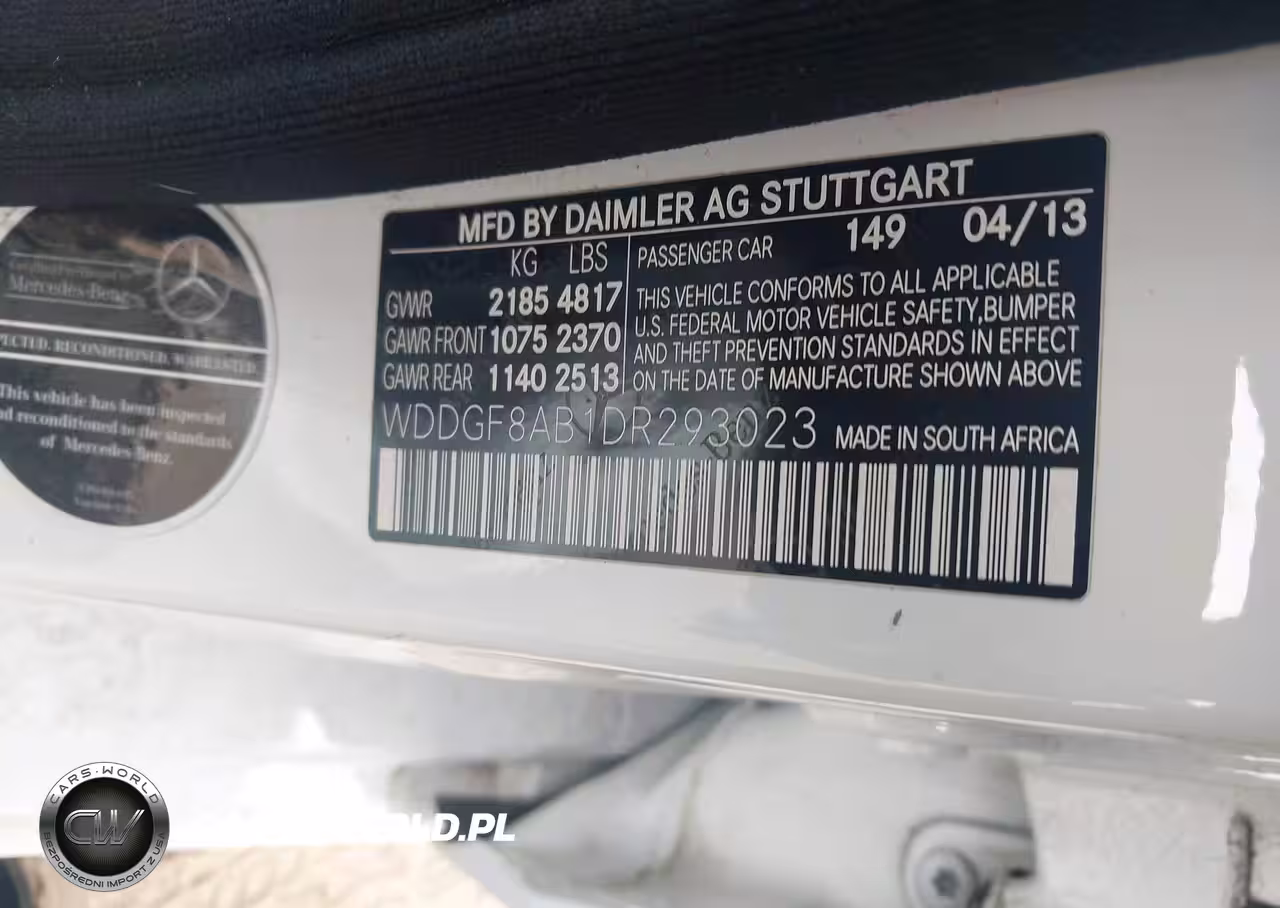 MFD BY DAIMLER AG STUTTGART
KG LBS
GVWR 2185 4817
GAWR FRONT 1075 2370
GAWR REAR 1140 2513
PASSENGER CAR 149 04/13
THIS VEHICLE CONFORMS TO ALL APPLICABLE
U.S. FEDERAL MOTOR VEHICLE SAFETY,BUMPER
AND THEFT PREVENTION STANDARDS IN EFFECT
ON THE DATE OF MANUFACTURE SHOWN ABOVE
WDDGF8AB1DR293023 MADE IN SOUTH AFRICA
Mercedes-Benz
RECONDITIONED. WARRANTED.
This vehicle has been inspected
and reconditioned to the standards
of Mercedes-Benz.
CARS·WORLD
CW
BEZPOŚREDNI IMPORT Z USA
.PL